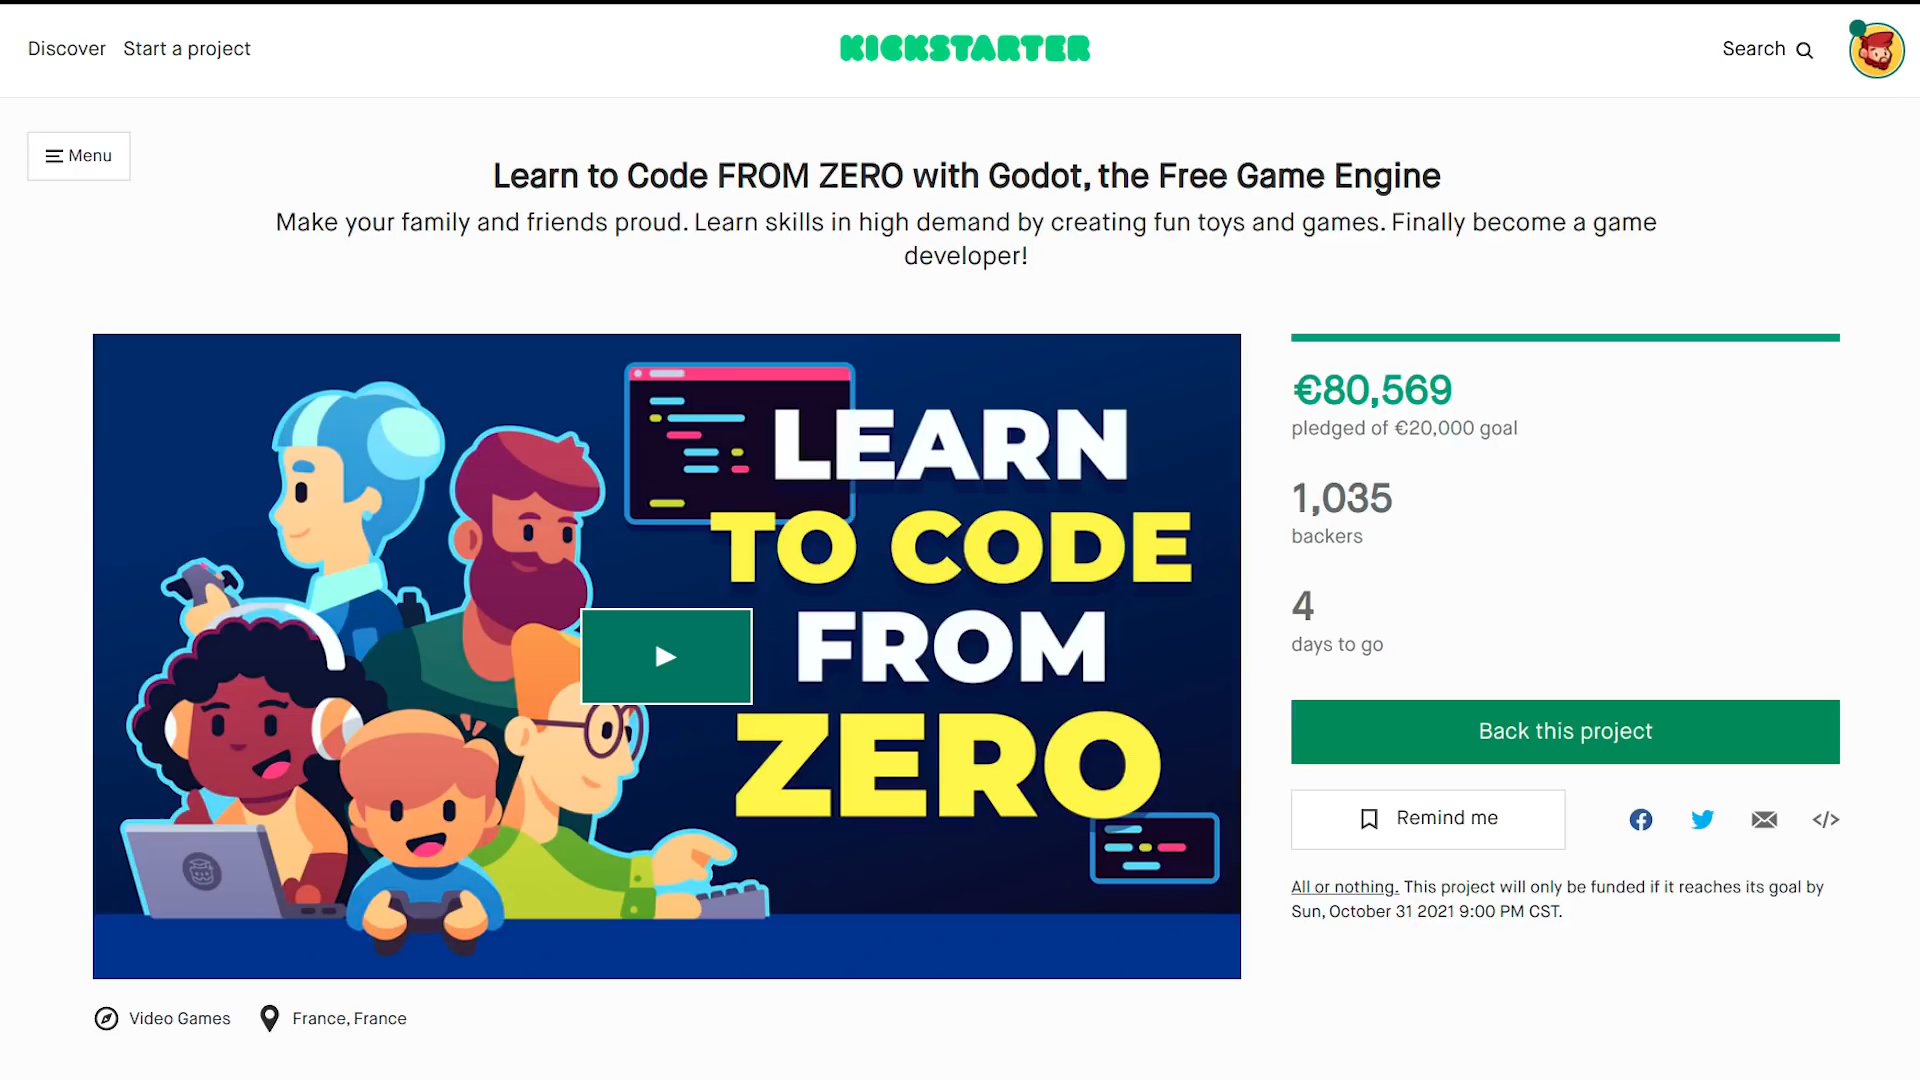 Discover Start a project
KICKSTARTER
Search
Menu
Learn to Code FROM ZERO with Godot, the Free Game Engine
Make your family and friends proud. Learn skills in high demand by creating fun toys and games. Finally become a game
developer!
LEARN
TO CODE
FROM
ZERO
€80,569
pledged of €20,000 goal
1,035
backers
4
days to go
Back this project
Remind me
All or nothing. This project will only be funded if it reaches its goal by
Sun, October 31 2021 9:00 PM CST.
Video Games
France, France